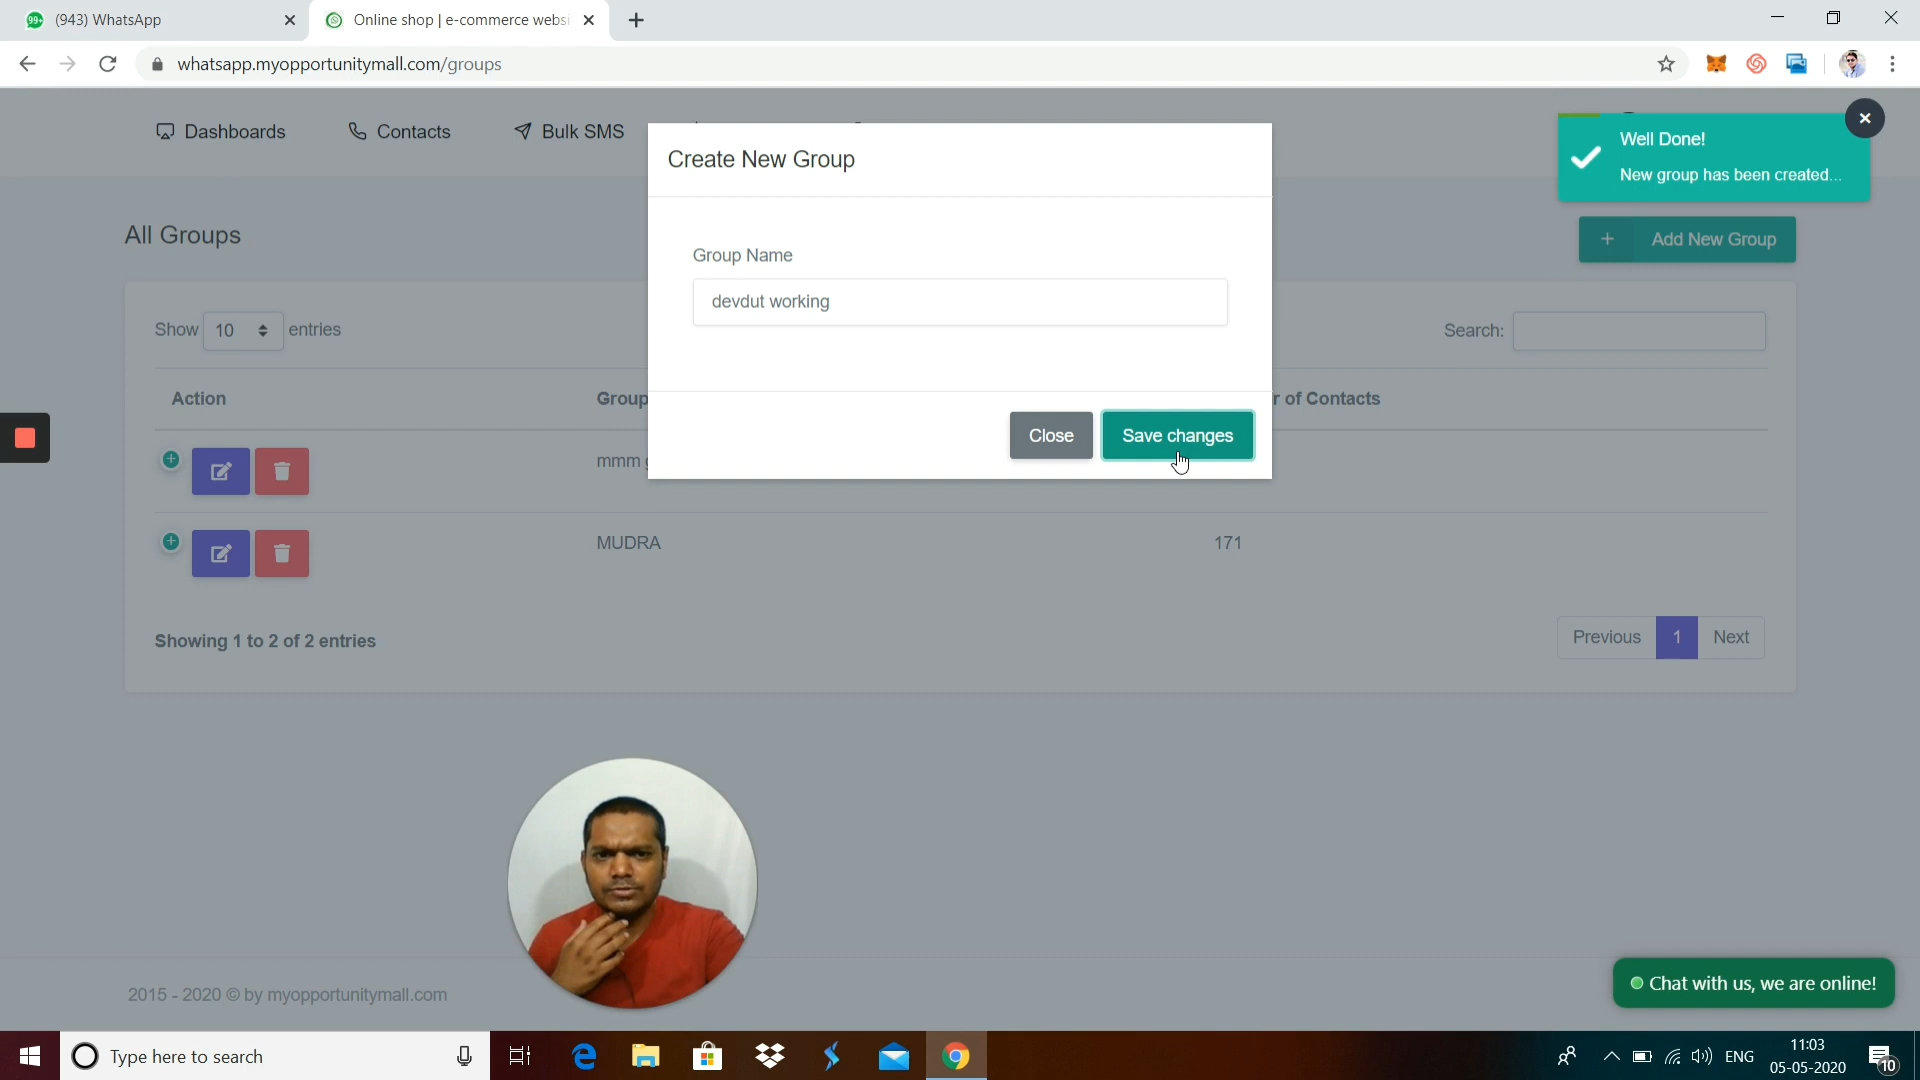 (943) WhatsApp
Online shop | e-commerce websi
whatsapp.myopportunitymall.com/groups
Dashboards
Contacts
Bulk SMS
Create New Group
Well Done!
New group has been created...
All Groups
Add New Group
Group Name
devdut working
Show 10 entries
Search:
Action
Group
r of Contacts
Close
Save changes
mmm
MUDRA
171
Showing 1 to 2 of 2 entries
Previous
1
Next
2015 - 2020 © by myopportunitymall.com
Chat with us, we are online!
Type here to search
ENG
11:03
05-05-2020
10